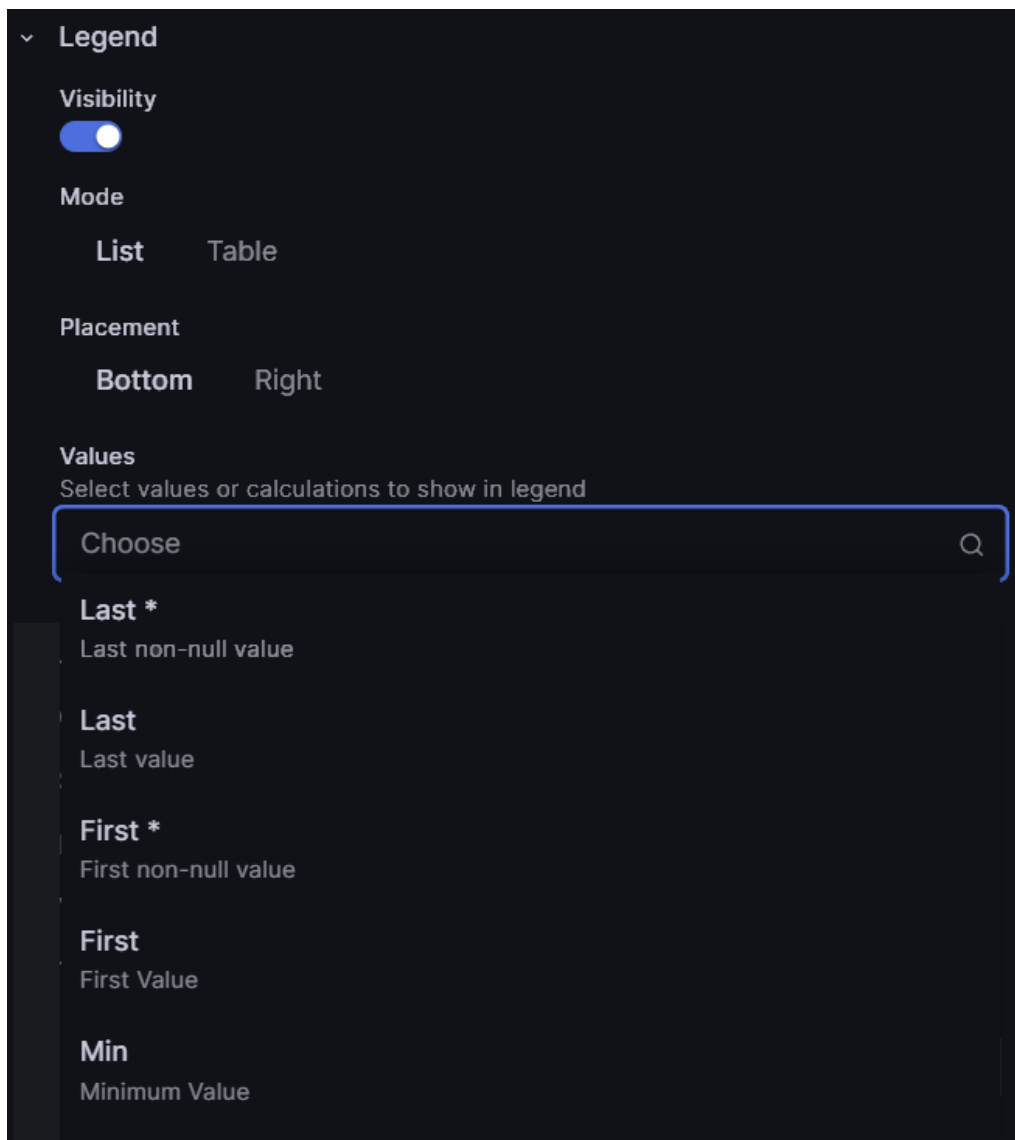 Legend
Visibility
Mode
List Table
Placement
Bottom Right
Values
Select values or calculations to show in legend
Choose
Last *
Last non-null value
Last
Last value
First *
First non-null value
First
First Value
Min
Minimum Value